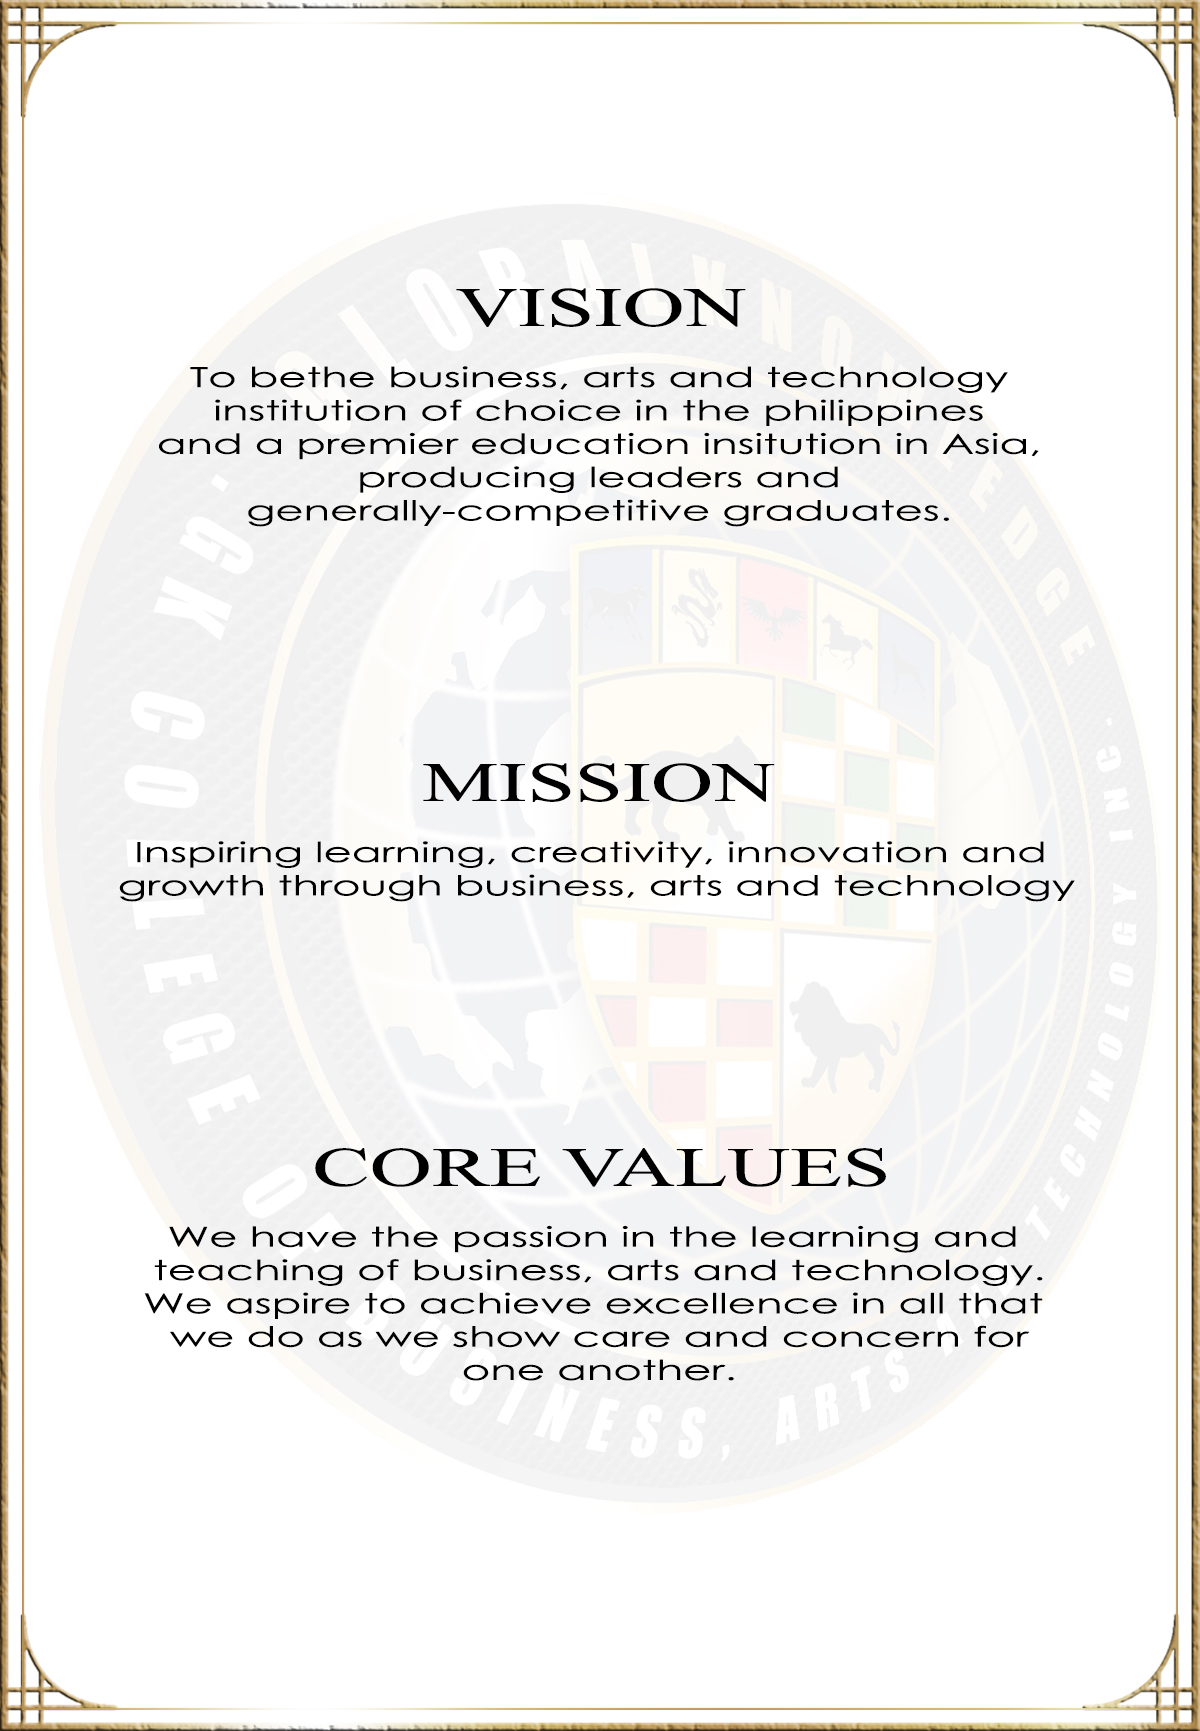 VISION
To bethe business, arts and technology
institution of choice in the philippines
and a premier education insitution in Asia,
producing leaders and
generally-competitive graduates.
MISSION
Inspiring learning, creativity, innovation and
growth through business, arts and technology
CORE VALUES
We have the passion in the learning and
teaching of business, arts and technology.
We aspire to achieve excellence in all that
we do as we show care and concern for
one another.